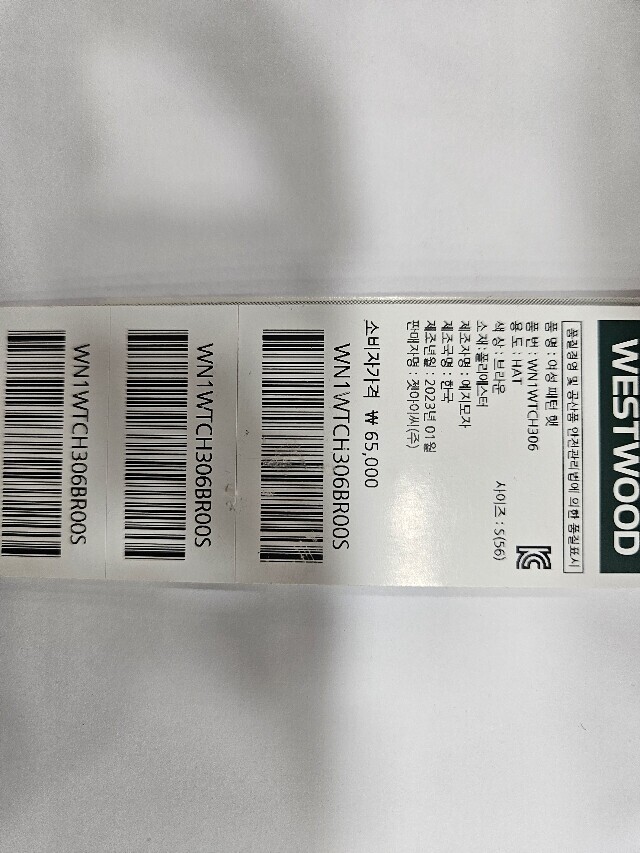 WESTWOOD
품질경영 및 공산품 안전관리법에 의한 품질표시
품명 : 여성 패턴 햇
품번 : WN1WTCH306
용도 : HAT
색상 : 브라운 사이즈 : S(56)
소재 : 폴리에스터
제조자명 : 에지모자
제조국명 : 한국
제조년월 : 2023년 01월
판매자명 : 젯아이씨(주)
소비자가격 ₩ 65,000
WN1WTCH306BR00S
WN1WTCH306BR00S
WN1WTCH306BR00S